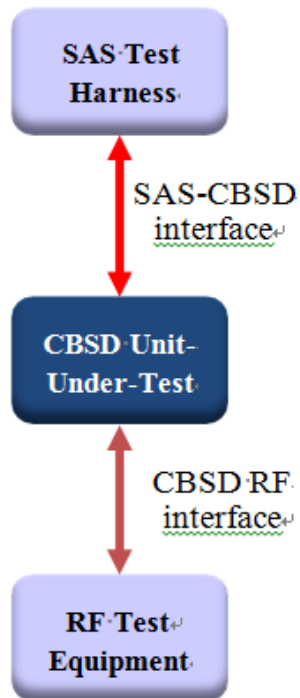 SAS Test
Harness
SAS-CBSD
interface
CBSD Unit-
Under-Test
CBSD RF
interface
RF Test
Equipment